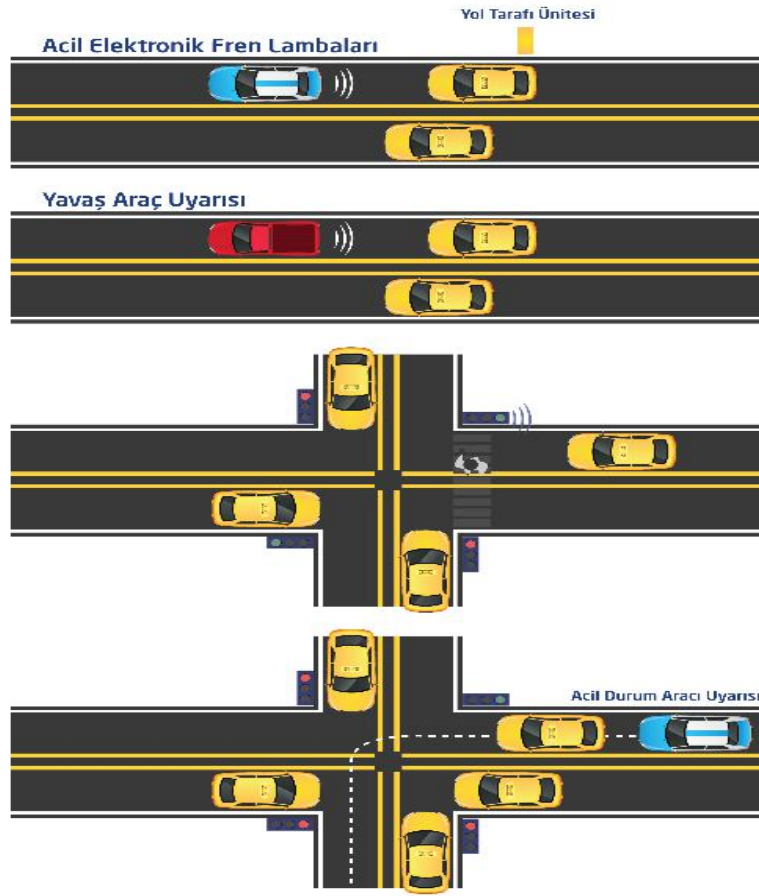 Yol Tarafı Ünitesi
Acil Elektronik Fren Lambaları
Yavaş Araç Uyarısı
Acil Durum Aracı Uyarısı